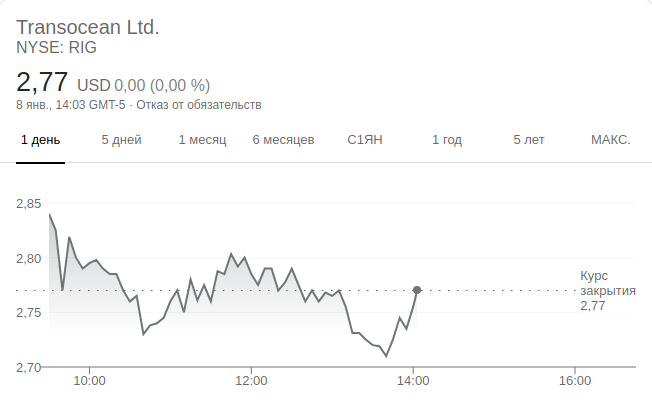 Transocean Ltd.
NYSE: RIG
2,77 USD 0,00 (0,00 %)
8 янв., 14:03 GMT-5 · Отказ от обязательств
1 день 5 дней 1 месяц 6 месяцев С1ЯН 1 год 5 лет МАКС.
2,85
2,80
Курс
закрытия
2,77
2,75
2,70
10:00 12:00 14:00 16:00